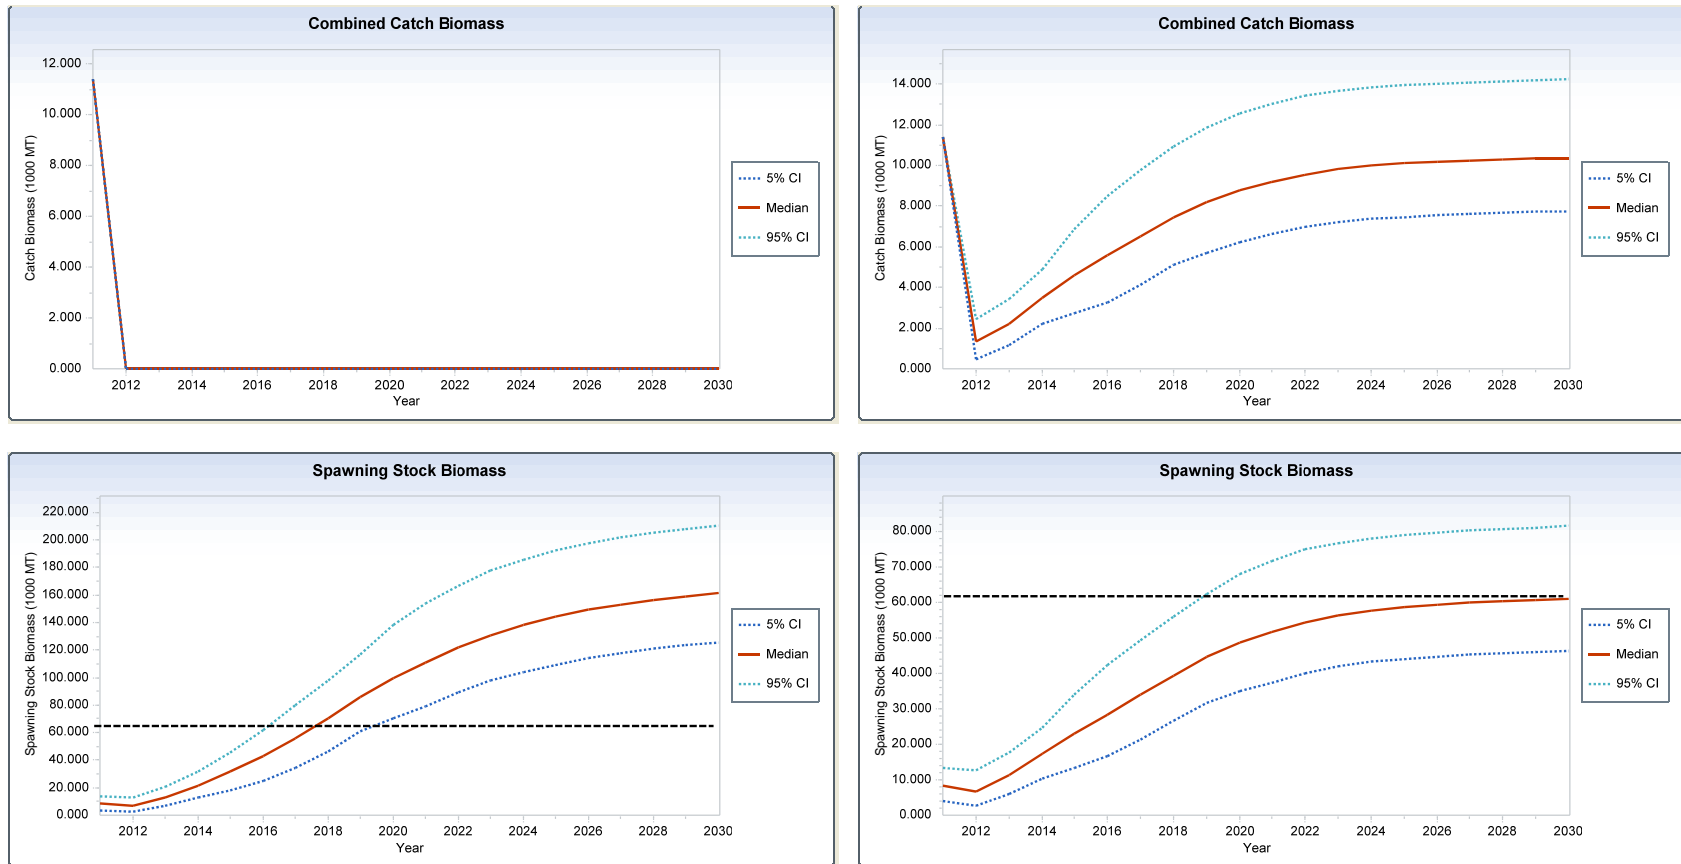 Combined Catch Biomass
Catch Biomass (1000 MT)
12.000
10.000
8.000
6.000
4.000
2.000
0.000
2012 2014 2016 2018 2020 2022 2024 2026 2028 2030
Year
5% CI
Median
95% CI
Combined Catch Biomass
Catch Biomass (1000 MT)
14.000
12.000
10.000
8.000
6.000
4.000
2.000
0.000
2012 2014 2016 2018 2020 2022 2024 2026 2028 2030
Year
5% CI
Median
95% CI
Spawning Stock Biomass
Spawning Stock Biomass (1000 MT)
220.000
200.000
180.000
160.000
140.000
120.000
100.000
80.000
60.000
40.000
20.000
0.000
2012 2014 2016 2018 2020 2022 2024 2026 2028 2030
Year
5% CI
Median
95% CI
Spawning Stock Biomass
Spawning Stock Biomass (1000 MT)
80.000
70.000
60.000
50.000
40.000
30.000
20.000
10.000
0.000
2012 2014 2016 2018 2020 2022 2024 2026 2028 2030
Year
5% CI
Median
95% CI